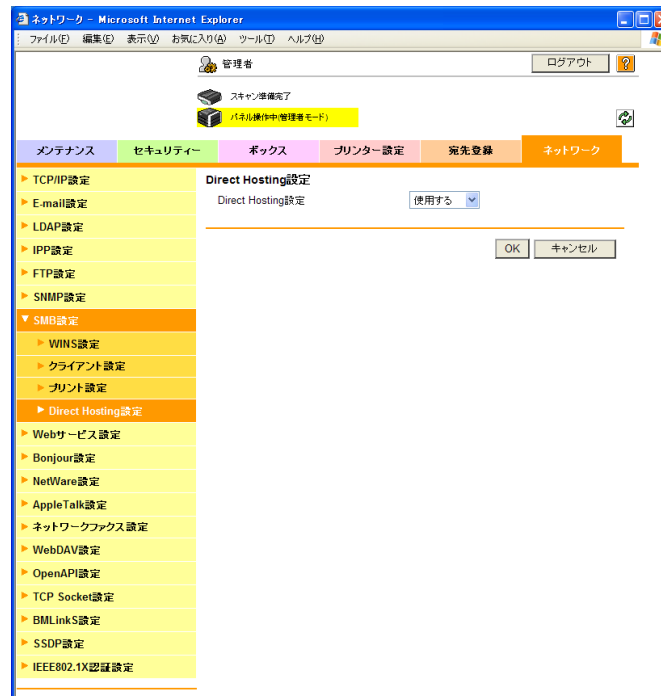 ネットワーク - Microsoft Internet Explorer
ファイル(F) 編集(E) 表示(V) お気に入り(A) ツール(T) ヘルプ(H)
管理者
ログアウト ?
スキャン準備完了
パネル操作中(管理者モード)
メンテナンス セキュリティー ボックス プリンター設定 宛先登録 ネットワーク
TCP/IP設定
E-mail設定
LDAP設定
IPP設定
FTP設定
SNMP設定
SMB設定
WINS設定
クライアント設定
プリント設定
Direct Hosting設定
Webサービス設定
Bonjour設定
NetWare設定
AppleTalk設定
ネットワークファクス設定
WebDAV設定
OpenAPI設定
TCP Socket設定
BMLinkS設定
SSDP設定
IEEE802.1X認証設定
Direct Hosting設定
Direct Hosting設定 使用する
OK キャンセル